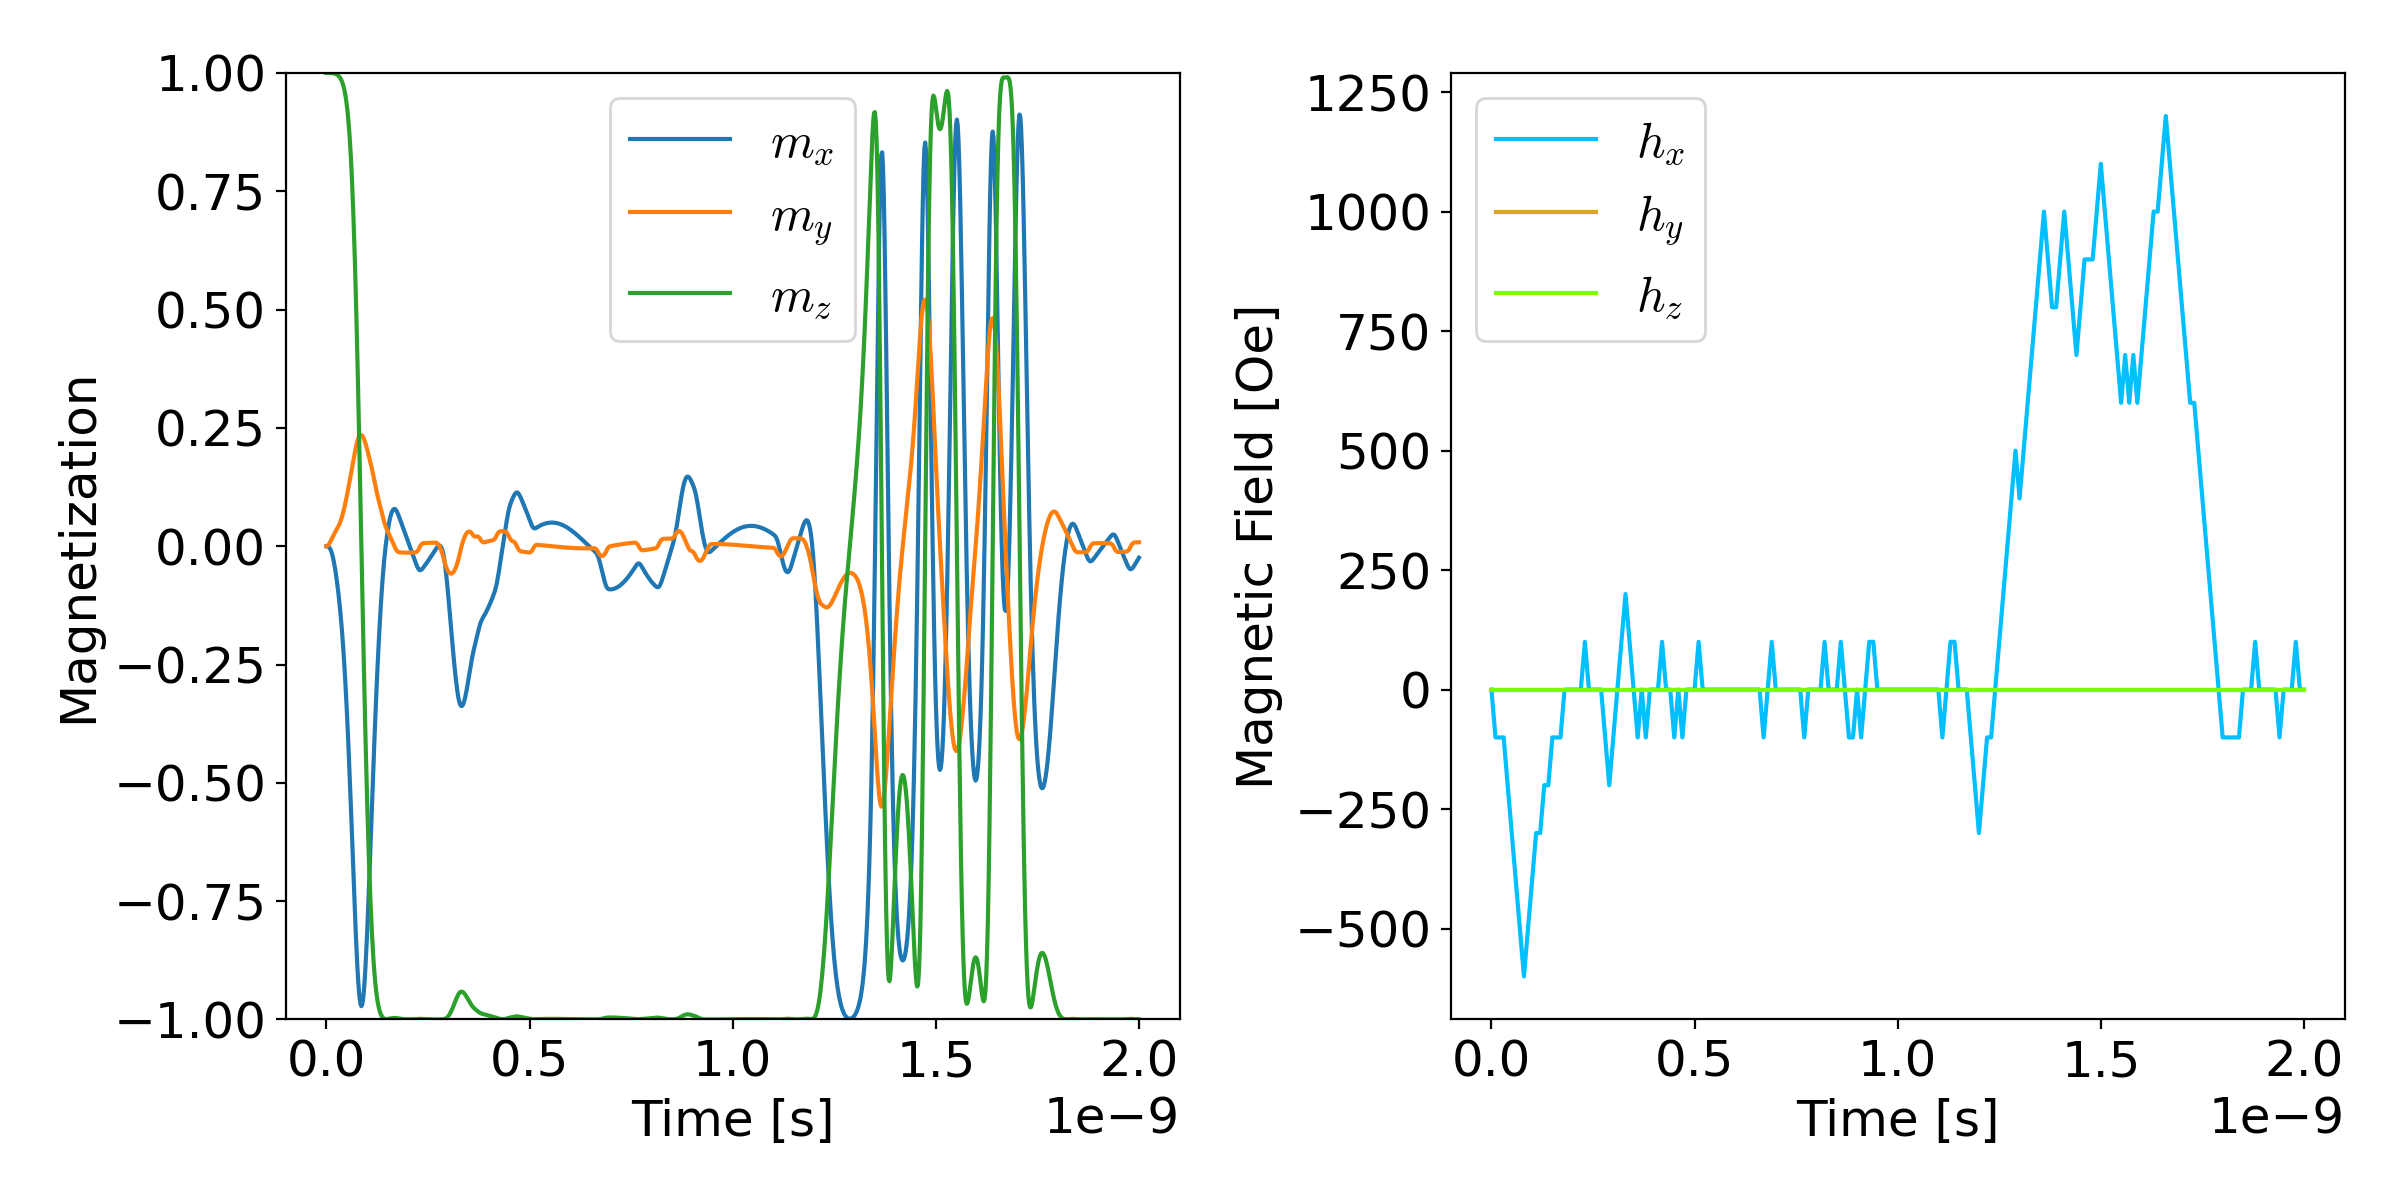 1.00
0.75
0.50
0.25
0.00
−0.25
−0.50
−0.75
−1.00
Magnetization
m_x
m_y
m_z
0.0 0.5 1.0 1.5 2.0
Time [s]
1e−9
1250
1000
750
500
250
0
−250
−500
Magnetic Field [Oe]
h_x
h_y
h_z
0.0 0.5 1.0 1.5 2.0
Time [s]
1e−9